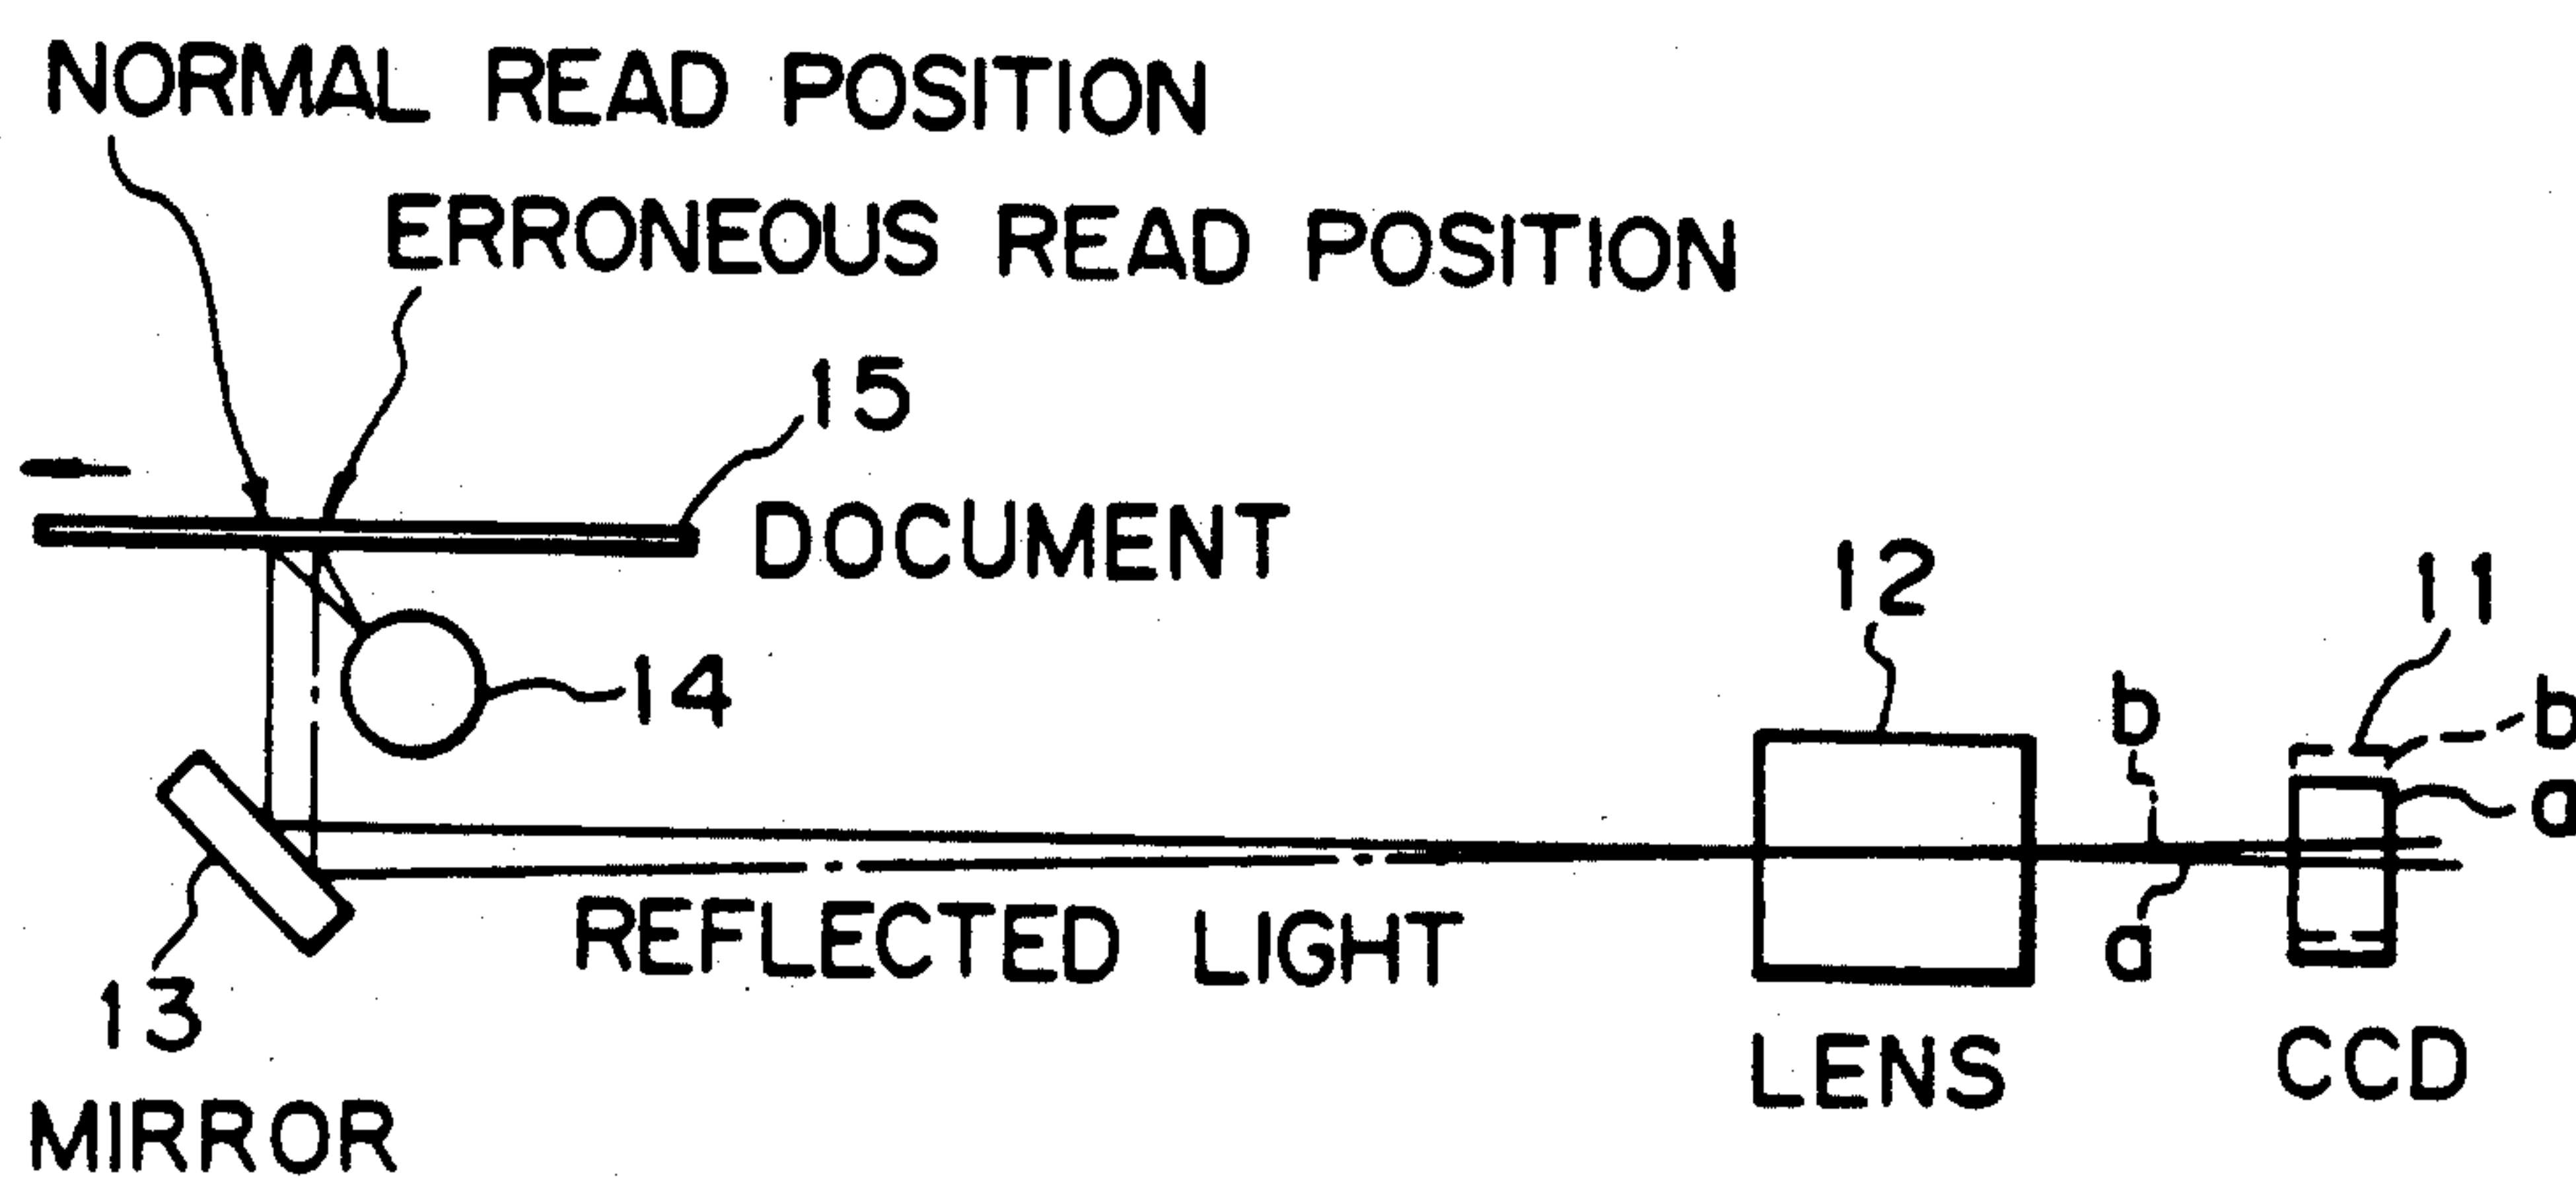 NORMAL READ POSITION
ERRONEOUS READ POSITION
15
DOCUMENT
12
11
14
b
b
a
REFLECTED LIGHT
a
13
LENS
CCD
MIRROR